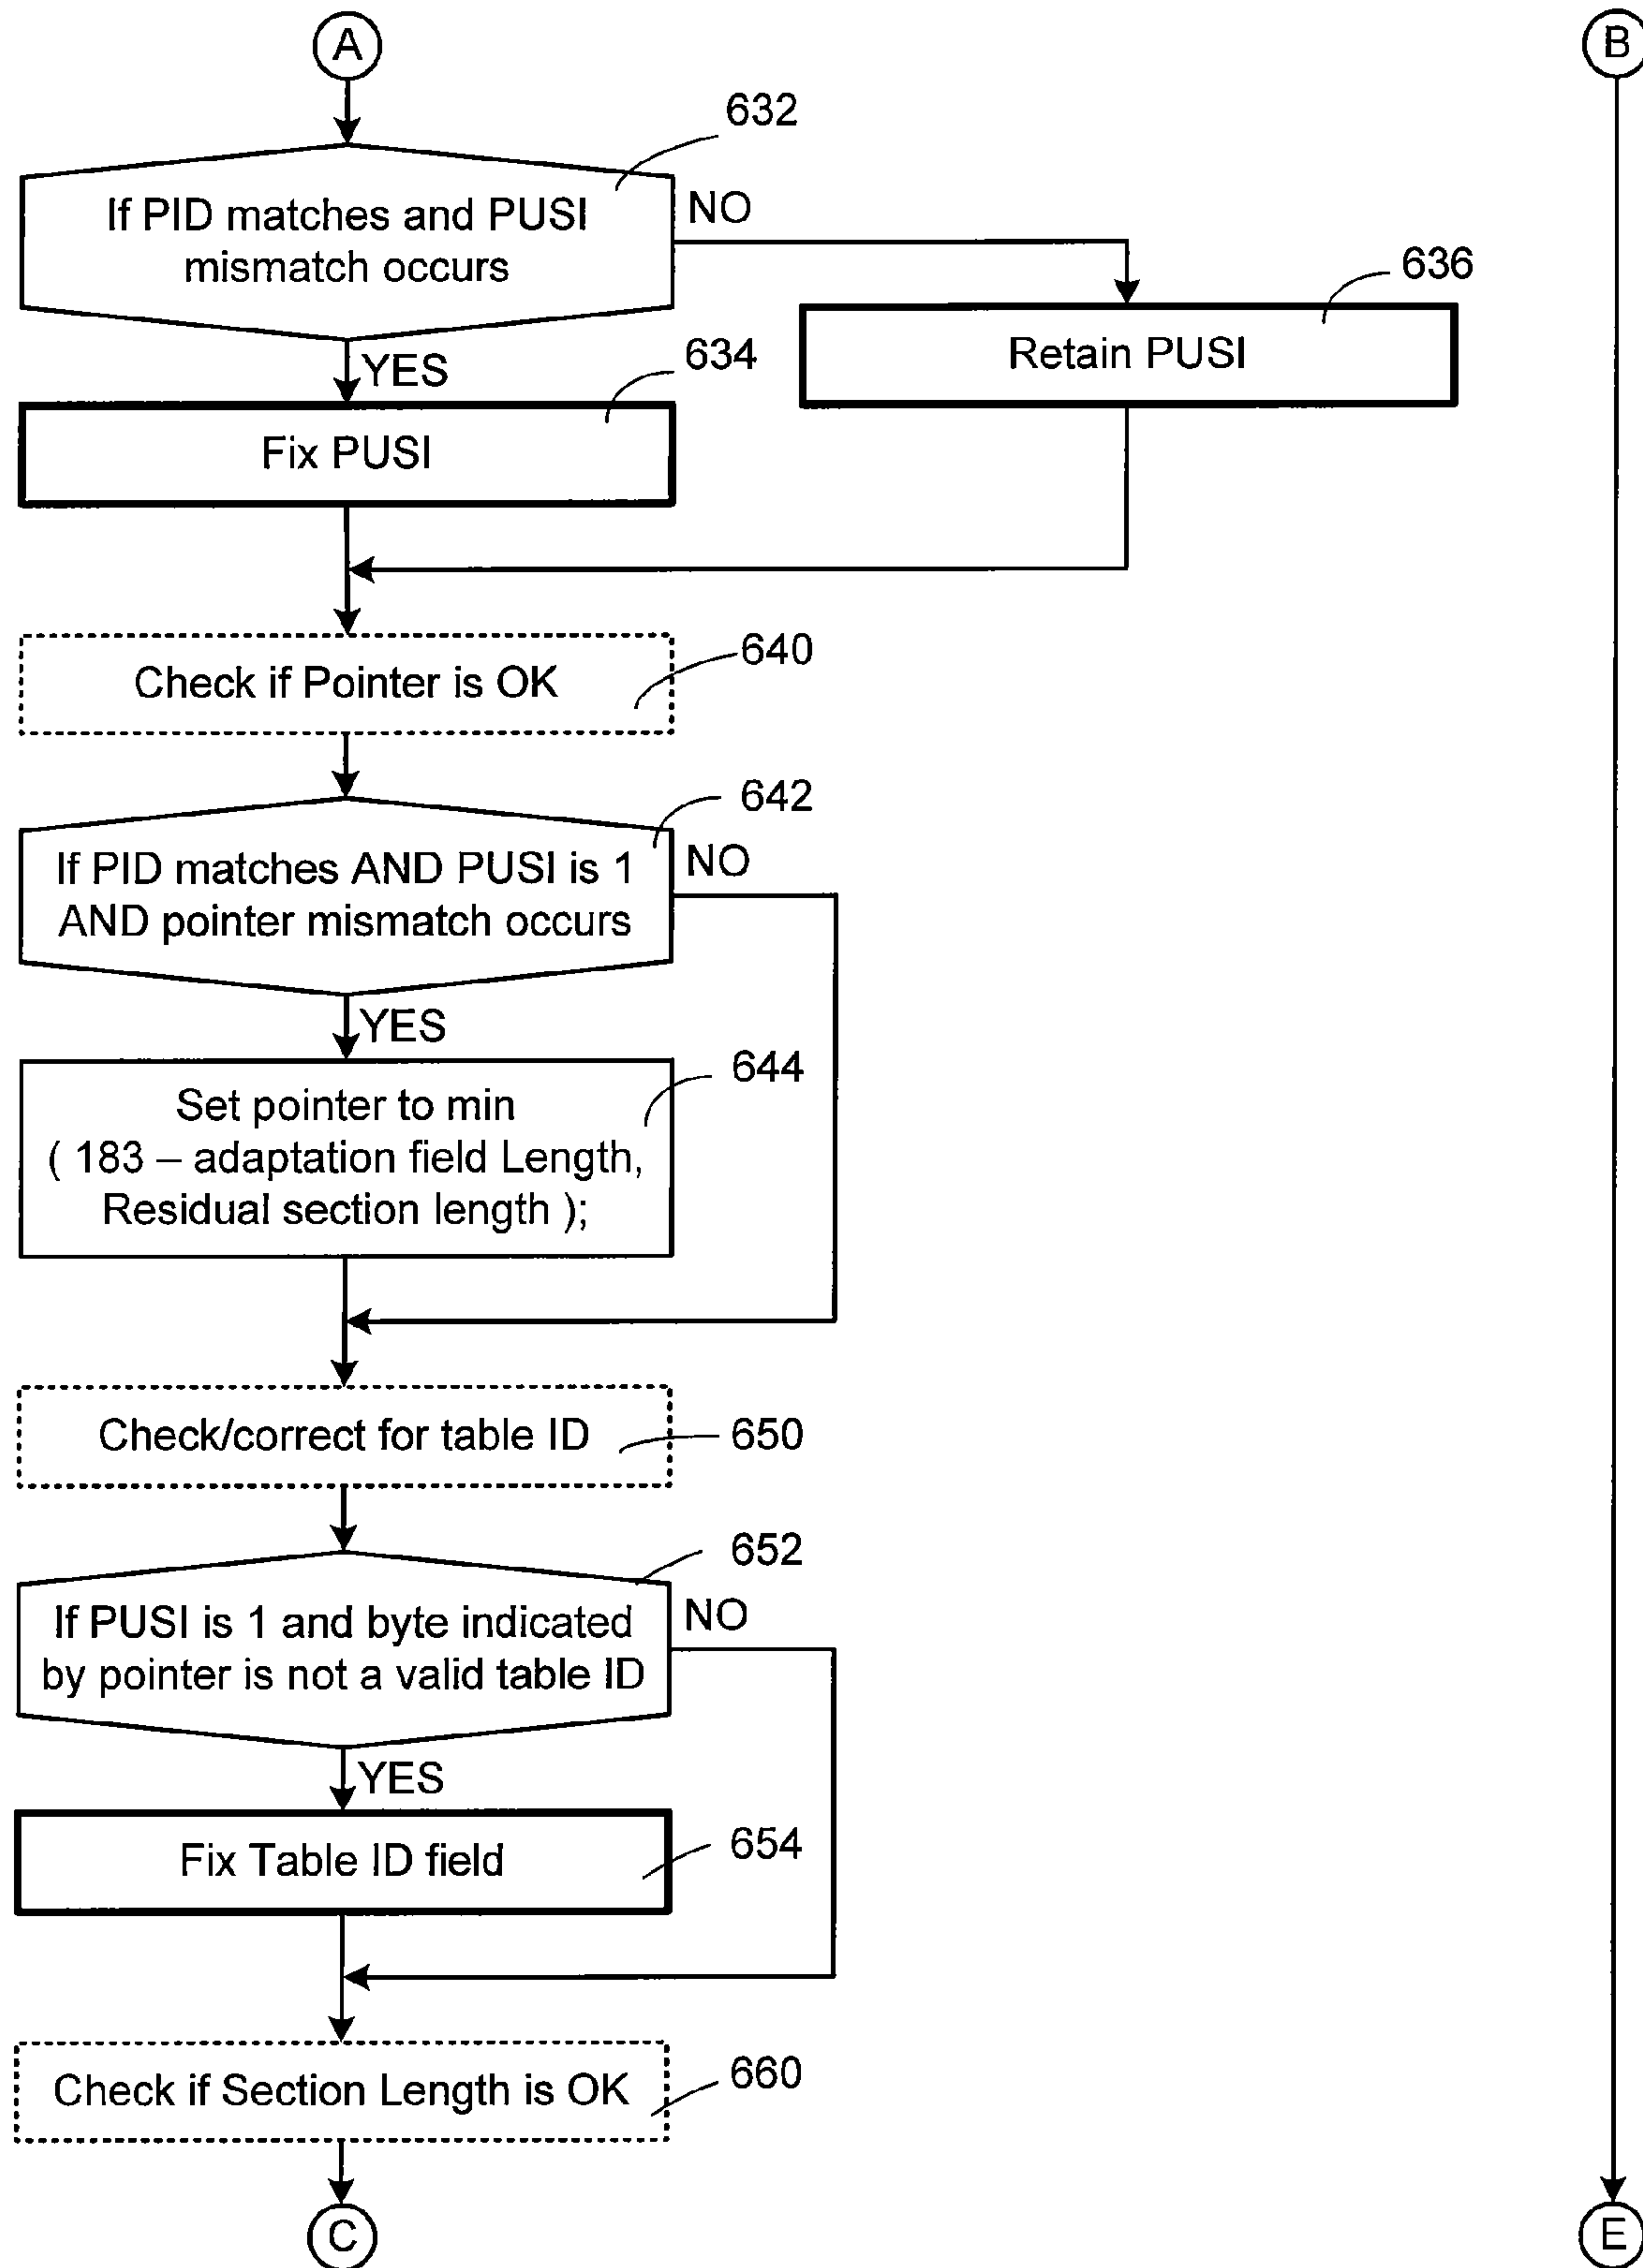 A
B
632
If PID matches and PUSI
mismatch occurs
NO
636
Retain PUSI
YES
634
Fix PUSI
640
Check if Pointer is OK
642
If PID matches AND PUSI is 1
AND pointer mismatch occurs
NO
YES
644
Set pointer to min
( 183 – adaptation field Length,
Residual section length );
Check/correct for table ID
650
652
If PUSI is 1 and byte indicated
by pointer is not a valid table ID
NO
YES
Fix Table ID field
654
Check if Section Length is OK
660
C
E